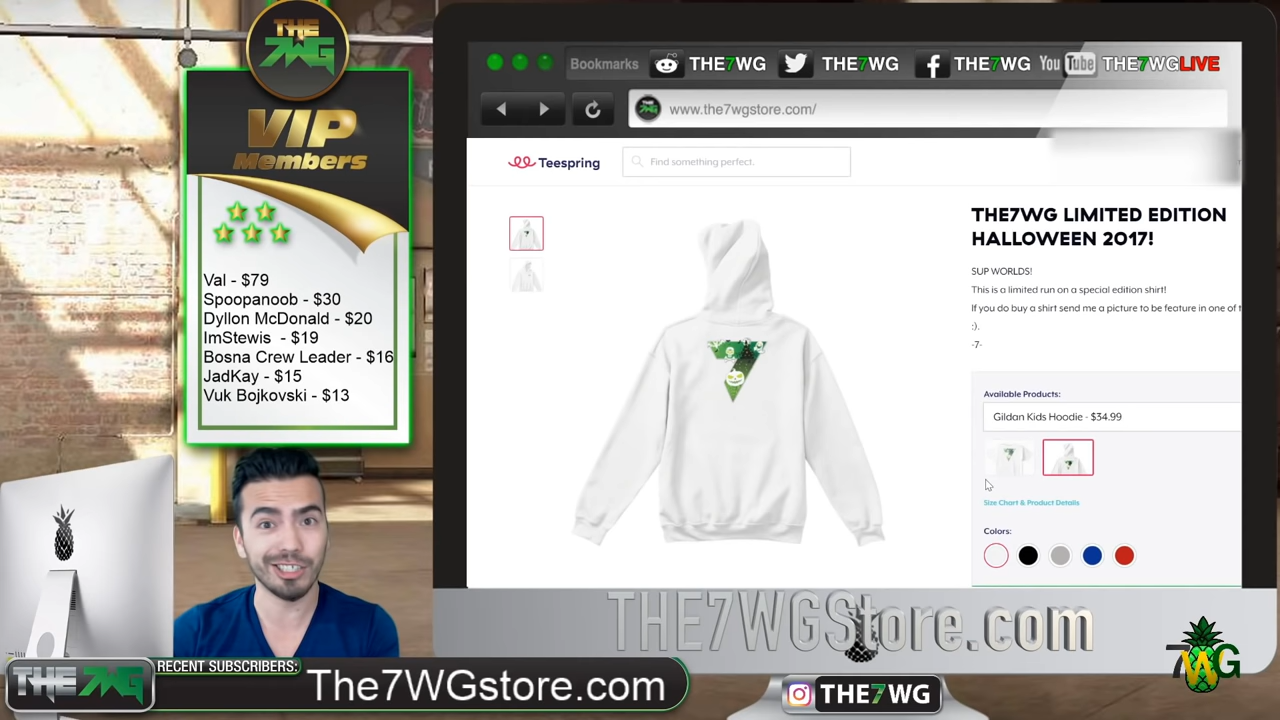 THE
7WG
VIP
Members
Val - $79
Spoopanoob - $30
Dyllon McDonald - $20
ImStewis - $19
Bosna Crew Leader - $16
JadKay - $15
Vuk Bojkovski - $13
Bookmarks THE7WG THE7WG THE7WG You Tube THE7WGLIVE
www.the7wgstore.com/
Teespring
Find something perfect.
THE7WG LIMITED EDITION
HALLOWEEN 2017!
SUP WORLDS!
This is a limited run on a special edition shirt!
If you do buy a shirt send me a picture to be feature in one of t
:).
-7-
Available Products:
Gildan Kids Hoodie - $34.99
Size Chart & Product Details
Colors:
7
THE7WGStore.com
THE 7WG
RECENT SUBSCRIBERS:
The7WGstore.com
THE7WG
7WG